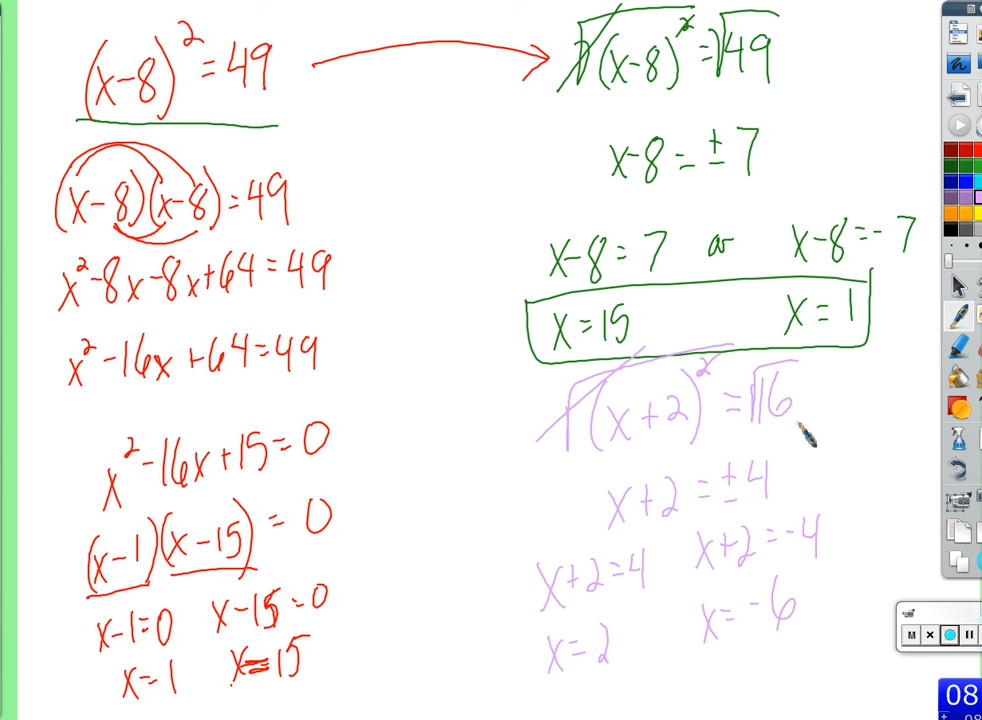 (x-8)² = 49
(x-8)(x-8) = 49
x²-8x-8x+64 = 49
x²-16x+64 = 49
x²-16x+15 = 0
(x-1)(x-15) = 0
x-1=0 x-15=0
x=1 x=15
√(x-8)² = √49
x-8 = ± 7
x-8 = 7 or x-8 = -7
x = 15 x = 1
√(x+2)² = √16
x+2 = ±4
x+2=4 x+2=-4
x=2 x=-6
M
08